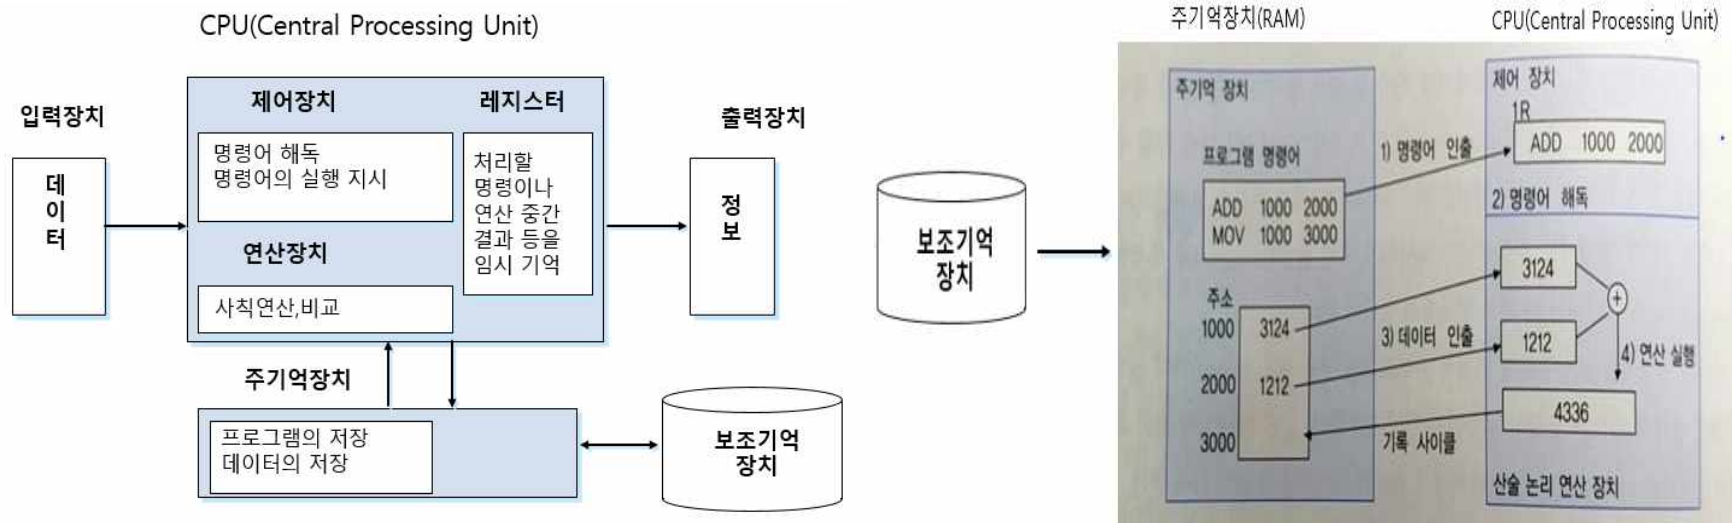 CPU(Central Processing Unit)
입력장치
데
이
터
제어장치
명령어 해독
명령어의 실행 지시
레지스터
처리할
명령이나
연산 중간
결과 등을
임시 기억
연산장치
사칙연산,비교
출력장치
정
보
주기억장치
프로그램의 저장
데이터의 저장
보조기억
장치
보조기억
장치
주기억장치(RAM)
CPU(Central Processing Unit)
주기억 장치
프로그램 명령어
ADD 1000 2000
MOV 1000 3000
주소
1000 3124
2000 1212
3000
1) 명령어 인출
3) 데이터 인출
기록 사이클
제어 장치
1R
ADD 1000 2000
2) 명령어 해독
3124
+
1212
4) 연산 실행
4336
산술 논리 연산 장치